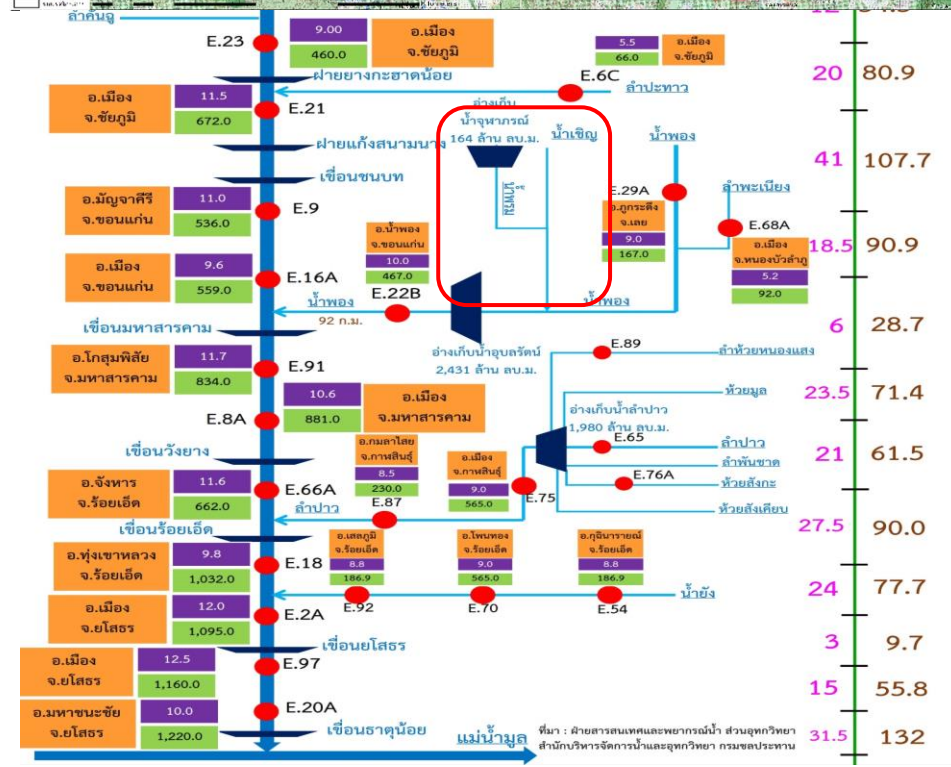 ลำคันฉู
E.23
9.00
460.0
อ.เมือง
จ.ชัยภูมิ
5.5
66.0
อ.เมือง
จ.ชัยภูมิ
E.6C
ลำปะทาว
20
80.9
ฝายยางกะฮาดน้อย
อ.เมือง
จ.ชัยภูมิ
11.5
672.0
E.21
อ่างเก็บ
น้ำจุฬาภรณ์
164 ล้าน ลบ.ม.
น้ำเชิญ
น้ำพอง
ฝายแก้งสนามนาง
41
107.7
เขื่อนชนบท
น้ำพรม
E.29A
ลำพะเนียง
อ.มัญจาคีรี
จ.ขอนแก่น
11.0
536.0
E.9
อ.ภูกระดึง
จ.เลย
9.0
167.0
E.68A
อ.เมือง
จ.หนองบัวลำภู
5.2
92.0
อ.น้ำพอง
จ.ขอนแก่น
10.0
467.0
18.5
90.9
อ.เมือง
จ.ขอนแก่น
9.6
559.0
E.16A
E.22B
น้ำพอง
92 ก.ม.
น้ำพอง
6
28.7
เขื่อนมหาสารคาม
อ่างเก็บน้ำอุบลรัตน์
2,431 ล้าน ลบ.ม.
E.89
ลำห้วยหนองแสง
อ.โกสุมพิสัย
จ.มหาสารคาม
11.7
834.0
E.91
ห้วยมูล
23.5
71.4
E.8A
10.6
881.0
อ.เมือง
จ.มหาสารคาม
อ่างเก็บน้ำลำปาว
1,980 ล้าน ลบ.ม.
E.65
ลำปาว
21
61.5
เขื่อนวังยาง
อ.กมลาไสย
จ.กาฬสินธุ์
8.5
230.0
อ.เมือง
จ.กาฬสินธุ์
9.0
565.0
ลำพันชาด
E.76A
ห้วยสังกะ
อ.จังหาร
จ.ร้อยเอ็ด
11.6
662.0
E.66A
E.75
ลำปาว
E.87
ห้วยสังเคียบ
27.5
90.0
เขื่อนร้อยเอ็ด
อ.ทุ่งเขาหลวง
จ.ร้อยเอ็ด
9.8
1,032.0
E.18
อ.เสลภูมิ
จ.ร้อยเอ็ด
8.8
186.9
อ.โพนทอง
จ.ร้อยเอ็ด
9.0
565.0
อ.กุฉินารายณ์
จ.ร้อยเอ็ด
8.8
186.9
24
77.7
น้ำยัง
E.92
E.70
E.54
อ.เมือง
จ.ยโสธร
12.0
1,095.0
E.2A
เขื่อนยโสธร
3
9.7
อ.เมือง
จ.ยโสธร
12.5
1,160.0
E.97
15
55.8
อ.มหาชนะชัย
จ.ยโสธร
10.0
1,220.0
E.20A
เขื่อนธาตุน้อย
แม่น้ำมูล
ที่มา : ฝ่ายสารสนเทศและพยากรณ์น้ำ ส่วนอุทกวิทยา
สำนักบริหารจัดการน้ำและอุทกวิทยา กรมชลประทาน
31.5
132